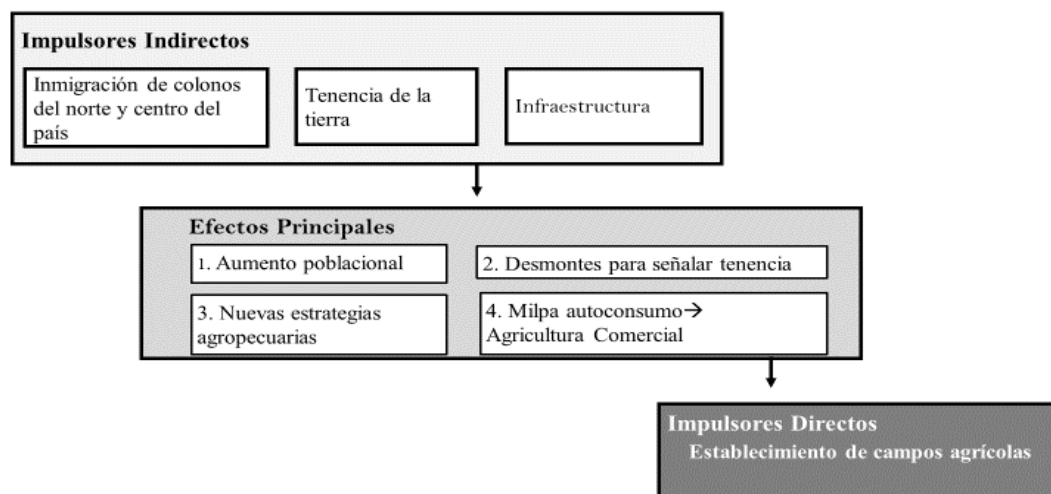 Impulsores Indirectos
Inmigración de colonos
del norte y centro del
país
Tenencia de la
tierra
Infraestructura
Efectos Principales
1. Aumento poblacional
2. Desmontes para señalar tenencia
3. Nuevas estrategias
agropecuarias
4. Milpa autoconsumo→
Agricultura Comercial
Impulsores Directos
Establecimiento de campos agrícolas